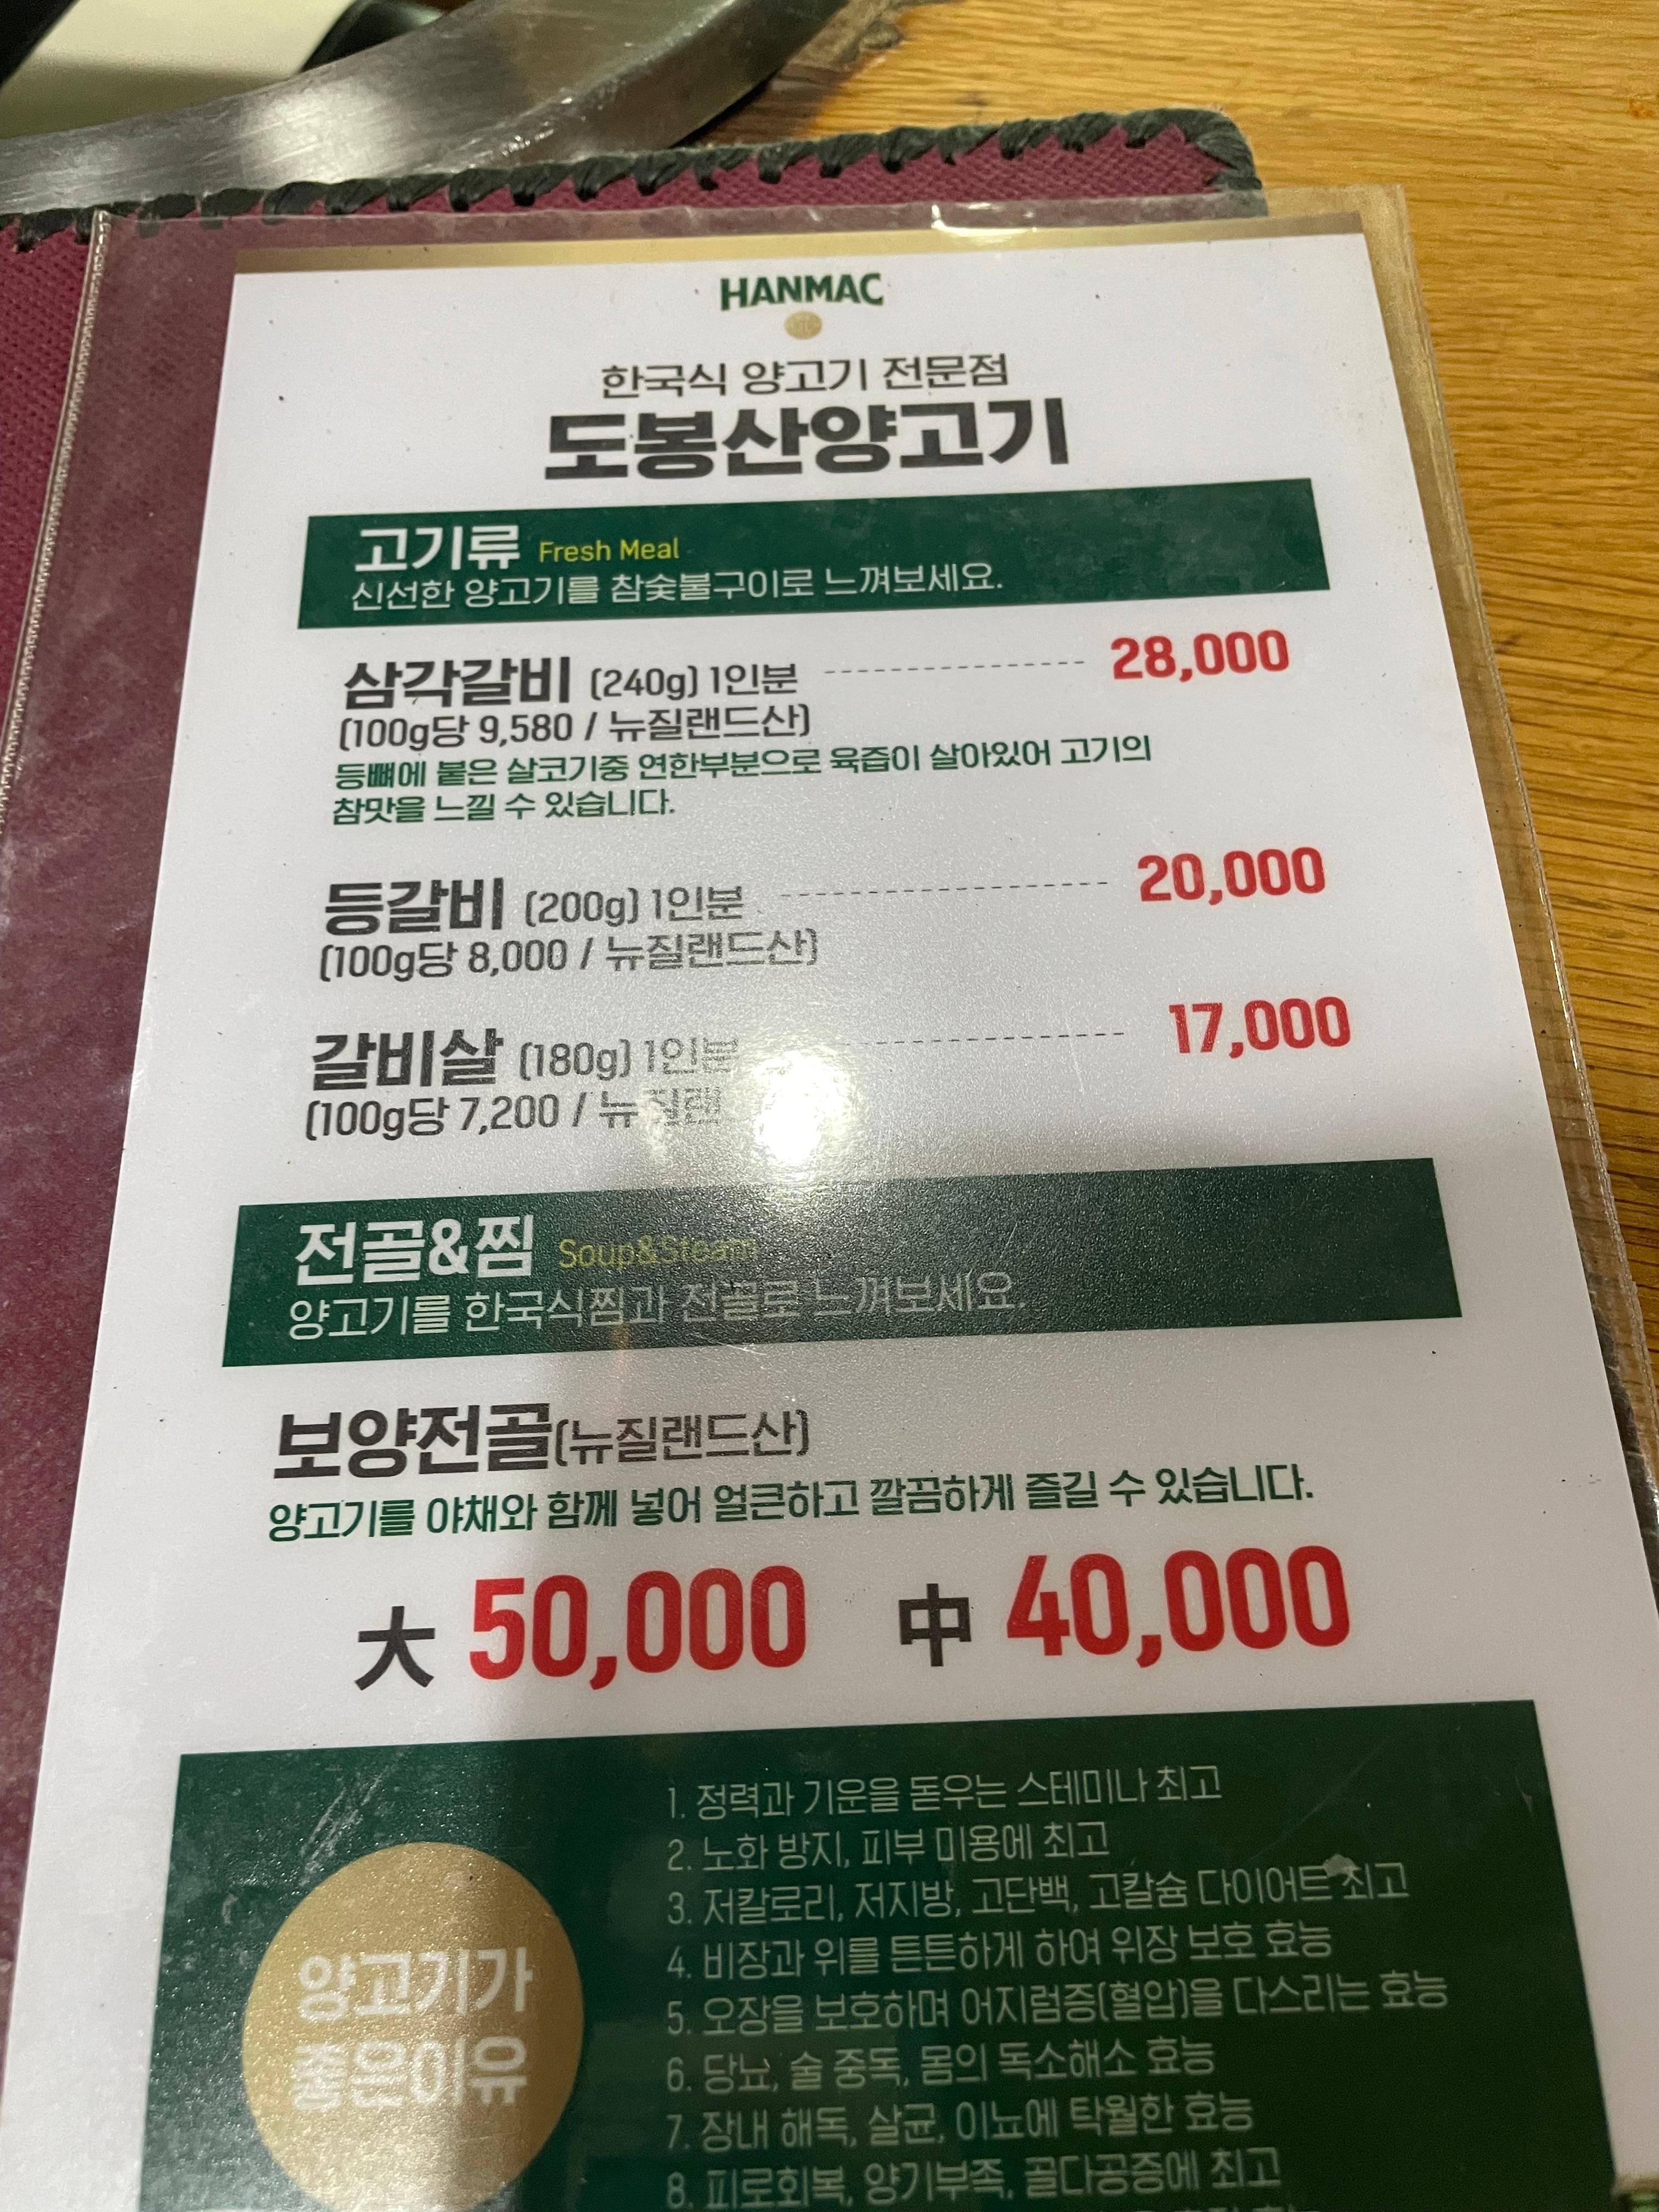 HANMAC
한국식 양고기 전문점
도봉산양고기
고기류 Fresh Meal
신선한 양고기를 참숯불구이로 느껴보세요.
삼각갈비 (240g) 1인분 28,000
(100g당 9,580 / 뉴질랜드산)
등뼈에 붙은 살코기중 연한부분으로 육즙이 살아있어 고기의
참맛을 느낄 수 있습니다.
등갈비 (200g) 1인분 20,000
(100g당 8,000 / 뉴질랜드산)
갈비살 (180g) 1인분 17,000
(100g당 7,200 / 뉴질랜
전골&찜 Soup&Steam
양고기를 한국식찜과 전골로 느껴보세요.
보양전골(뉴질랜드산)
양고기를 야채와 함께 넣어 얼큰하고 깔끔하게 즐길 수 있습니다.
大 50,000 中 40,000
양고기가
좋은이유
1. 정력과 기운을 돋우는 스테미나 최고
2. 노화 방지, 피부 미용에 최고
3. 저칼로리, 저지방, 고단백, 고칼슘 다이어트 최고
4. 비장과 위를 튼튼하게 하여 위장 보호 효능
5. 오장을 보호하며 어지럼증(혈압)을 다스리는 효능
6. 당뇨, 술 중독, 몸의 독소해소 효능
7. 장내 해독, 살균, 이뇨에 탁월한 효능
8. 피로회복, 양기부족, 골다공증에 최고